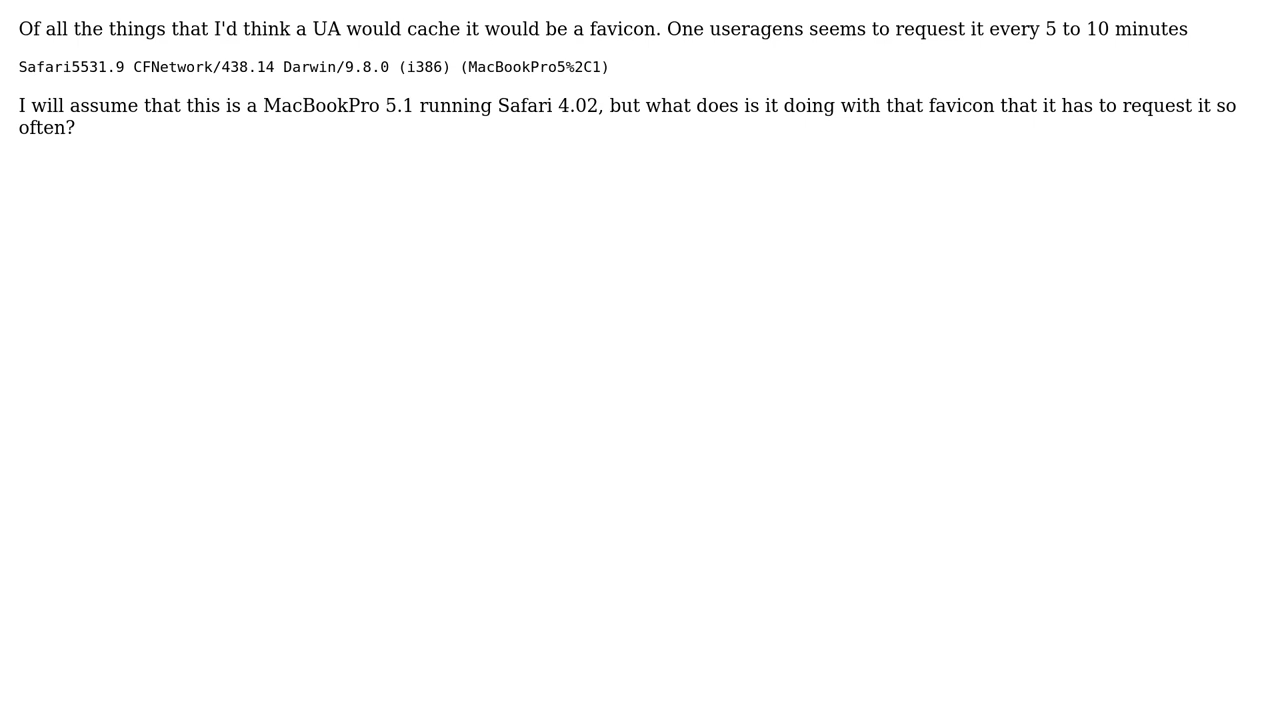 Of all the things that I'd think a UA would cache it would be a favicon. One useragens seems to request it every 5 to 10 minutes
Safari5531.9 CFNetwork/438.14 Darwin/9.8.0 (i386) (MacBookPro5%2C1)
I will assume that this is a MacBookPro 5.1 running Safari 4.02, but what does is it doing with that favicon that it has to request it so
often?